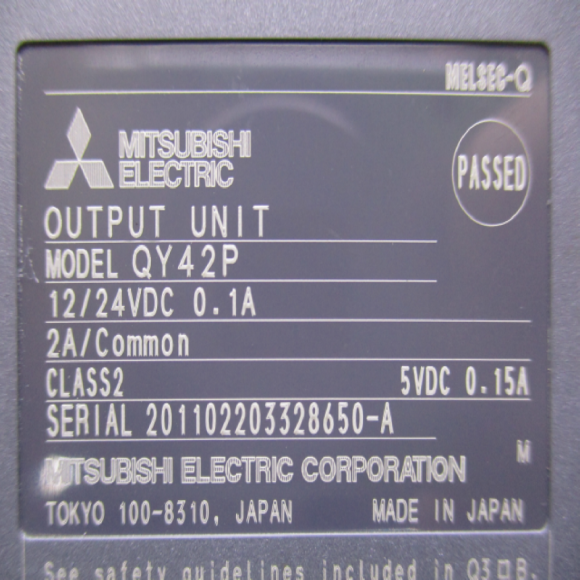 MELSEC-Q
MITSUBISHI
ELECTRIC
PASSED
OUTPUT UNIT
MODEL QY42P
12/24VDC 0.1A
2A/Common
CLASS2 5VDC 0.15A
SERIAL 201102203328650-A
M
MITSUBISHI ELECTRIC CORPORATION
TOKYO 100-8310, JAPAN MADE IN JAPAN
See safety guidelines included in Q3□B.